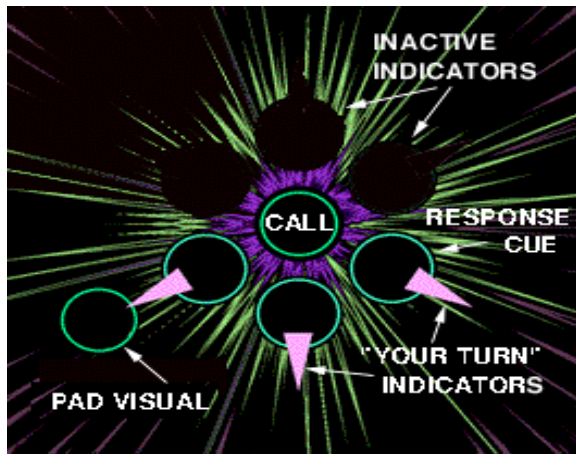 INACTIVE
INDICATORS
CALL
RESPONSE
CUE
"YOUR TURN"
INDICATORS
PAD VISUAL